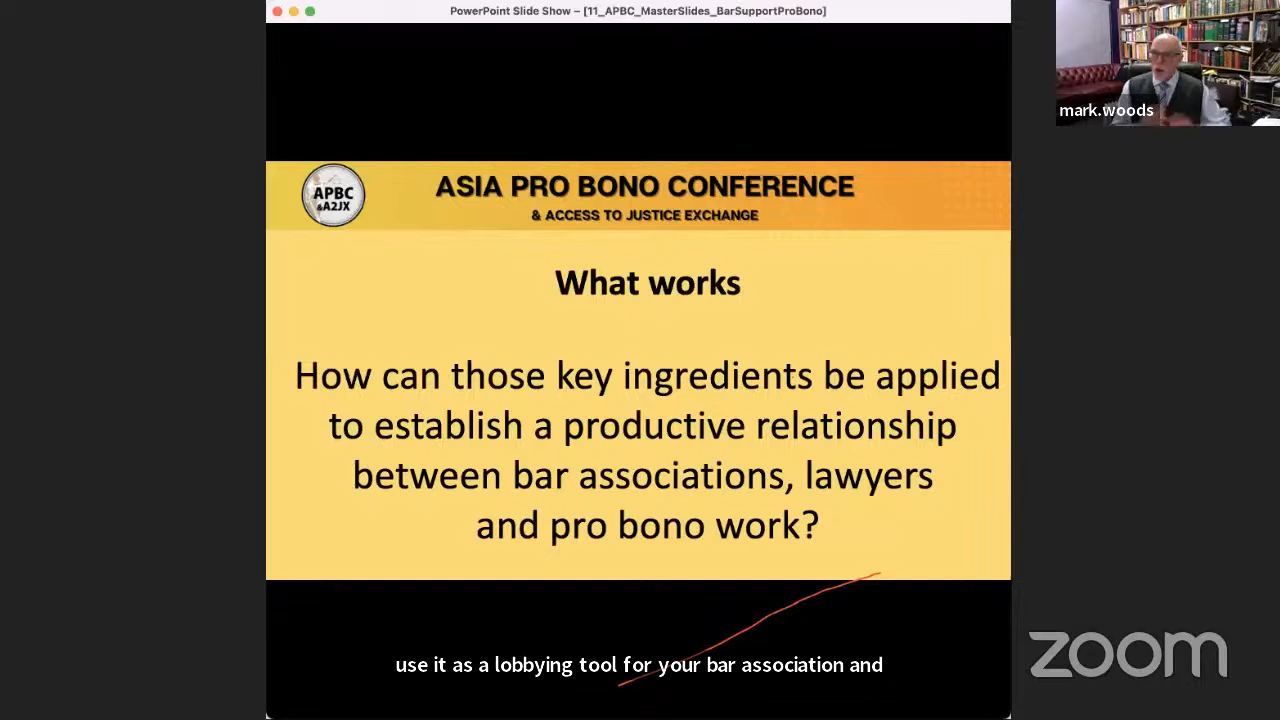 PowerPoint Slide Show – [11_APBC_MasterSlides_BarSupportProBono]
mark.woods
APBC
&A2JX
ASIA PRO BONO CONFERENCE
& ACCESS TO JUSTICE EXCHANGE
What works
How can those key ingredients be applied
to establish a productive relationship
between bar associations, lawyers
and pro bono work?
use it as a lobbying tool for your bar association and
zoom